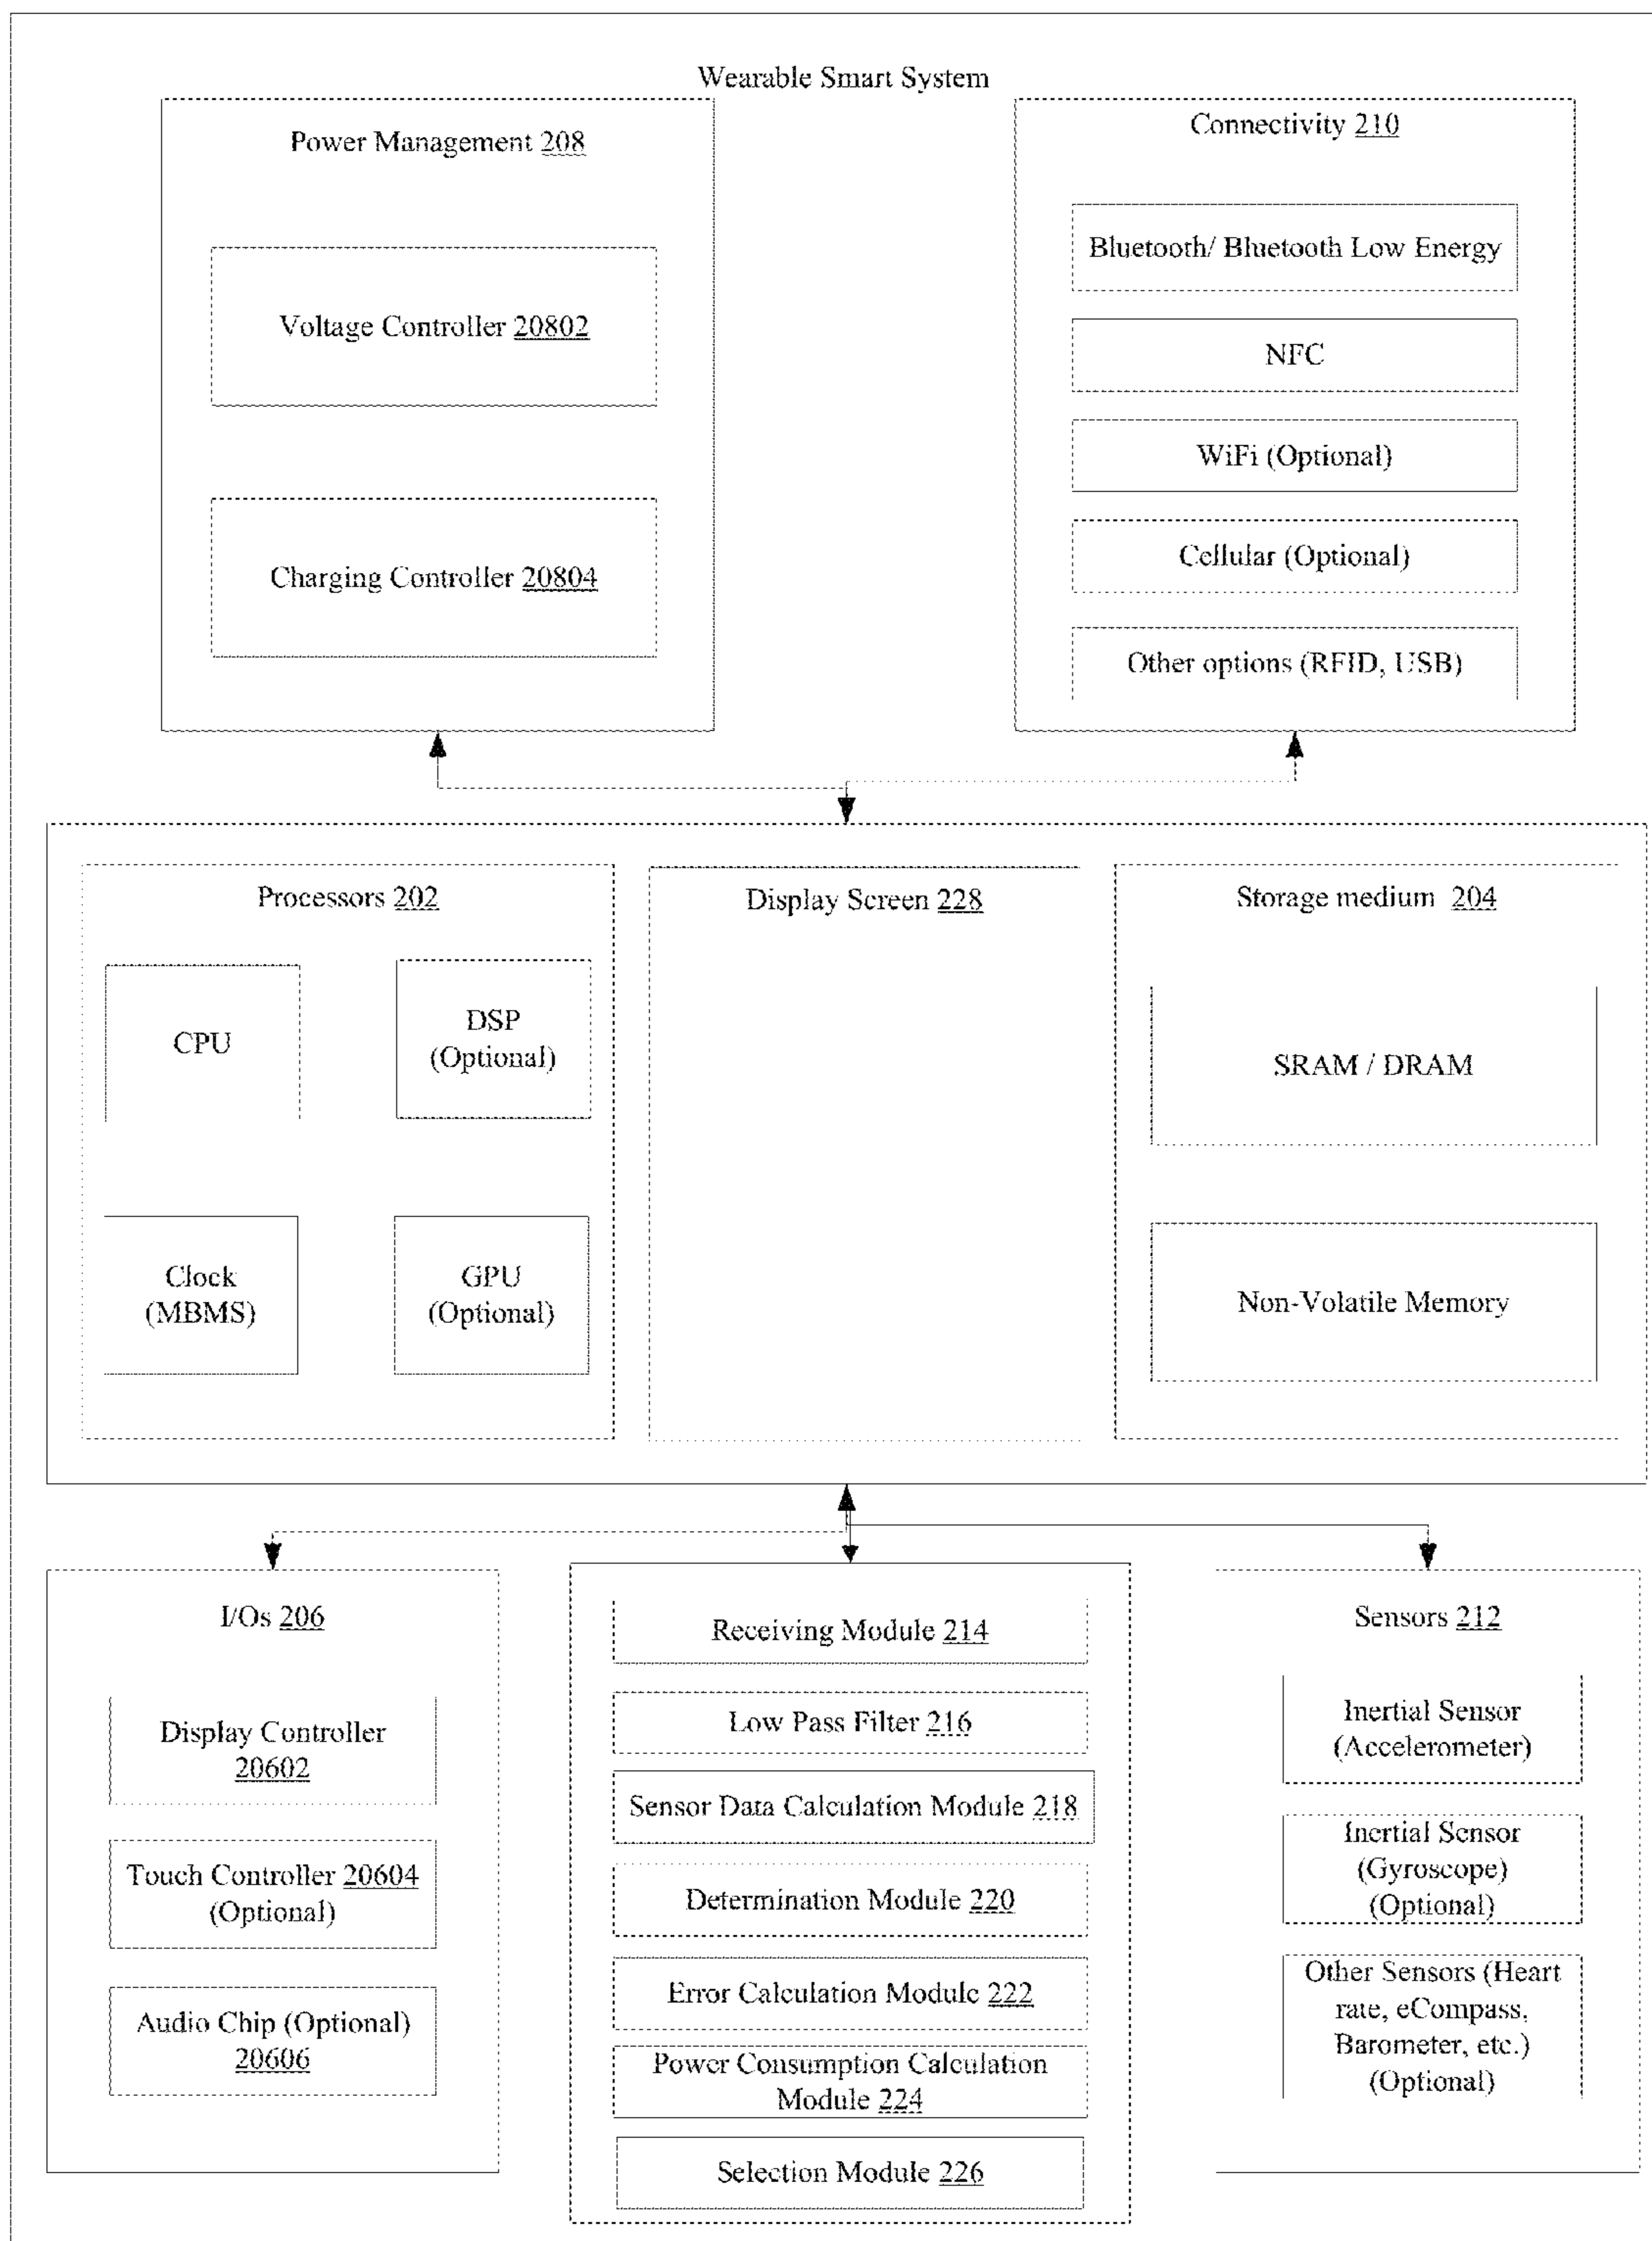 Wearable Smart System
Power Management 208
Voltage Controller 20802
Charging Controller 20804
Connectivity 210
Bluetooth/ Bluetooth Low Energy
NFC
WiFi (Optional)
Cellular (Optional)
Other options (RFID, USB)
Processors 202
CPU
DSP
(Optional)
Clock
(MBMS)
GPU
(Optional)
Display Screen 228
Storage medium 204
SRAM / DRAM
Non-Volatile Memory
I/Os 206
Display Controller
20602
Touch Controller 20604
(Optional)
Audio Chip (Optional)
20606
Receiving Module 214
Low Pass Filter 216
Sensor Data Calculation Module 218
Determination Module 220
Error Calculation Module 222
Power Consumption Calculation
Module 224
Selection Module 226
Sensors 212
Inertial Sensor
(Accelerometer)
Inertial Sensor
(Gyroscope)
(Optional)
Other Sensors (Heart
rate, eCompass,
Barometer, etc.)
(Optional)